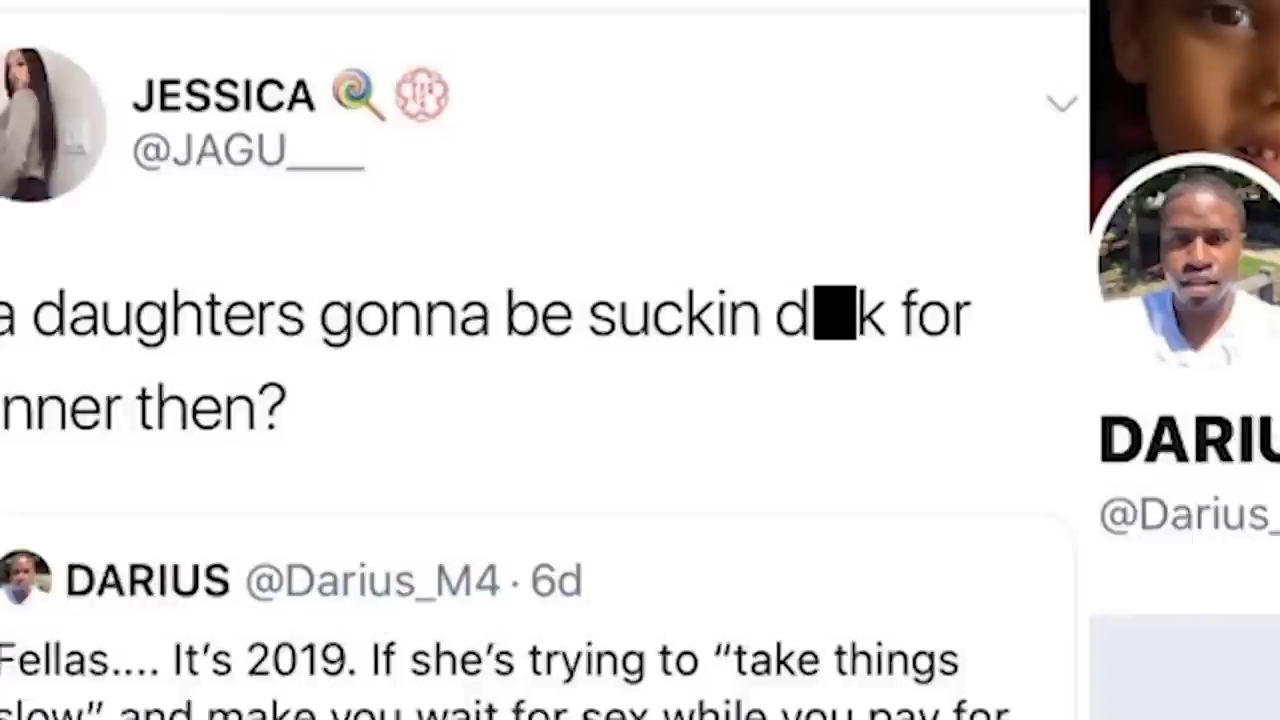 JESSICA
@JAGU____
a daughters gonna be suckin d█k for
nner then?
DARIUS @Darius_M4 · 6d
Fellas.... It’s 2019. If she’s trying to “take things
slow” and make you wait for sex while you pay for
DARIU
@Darius_